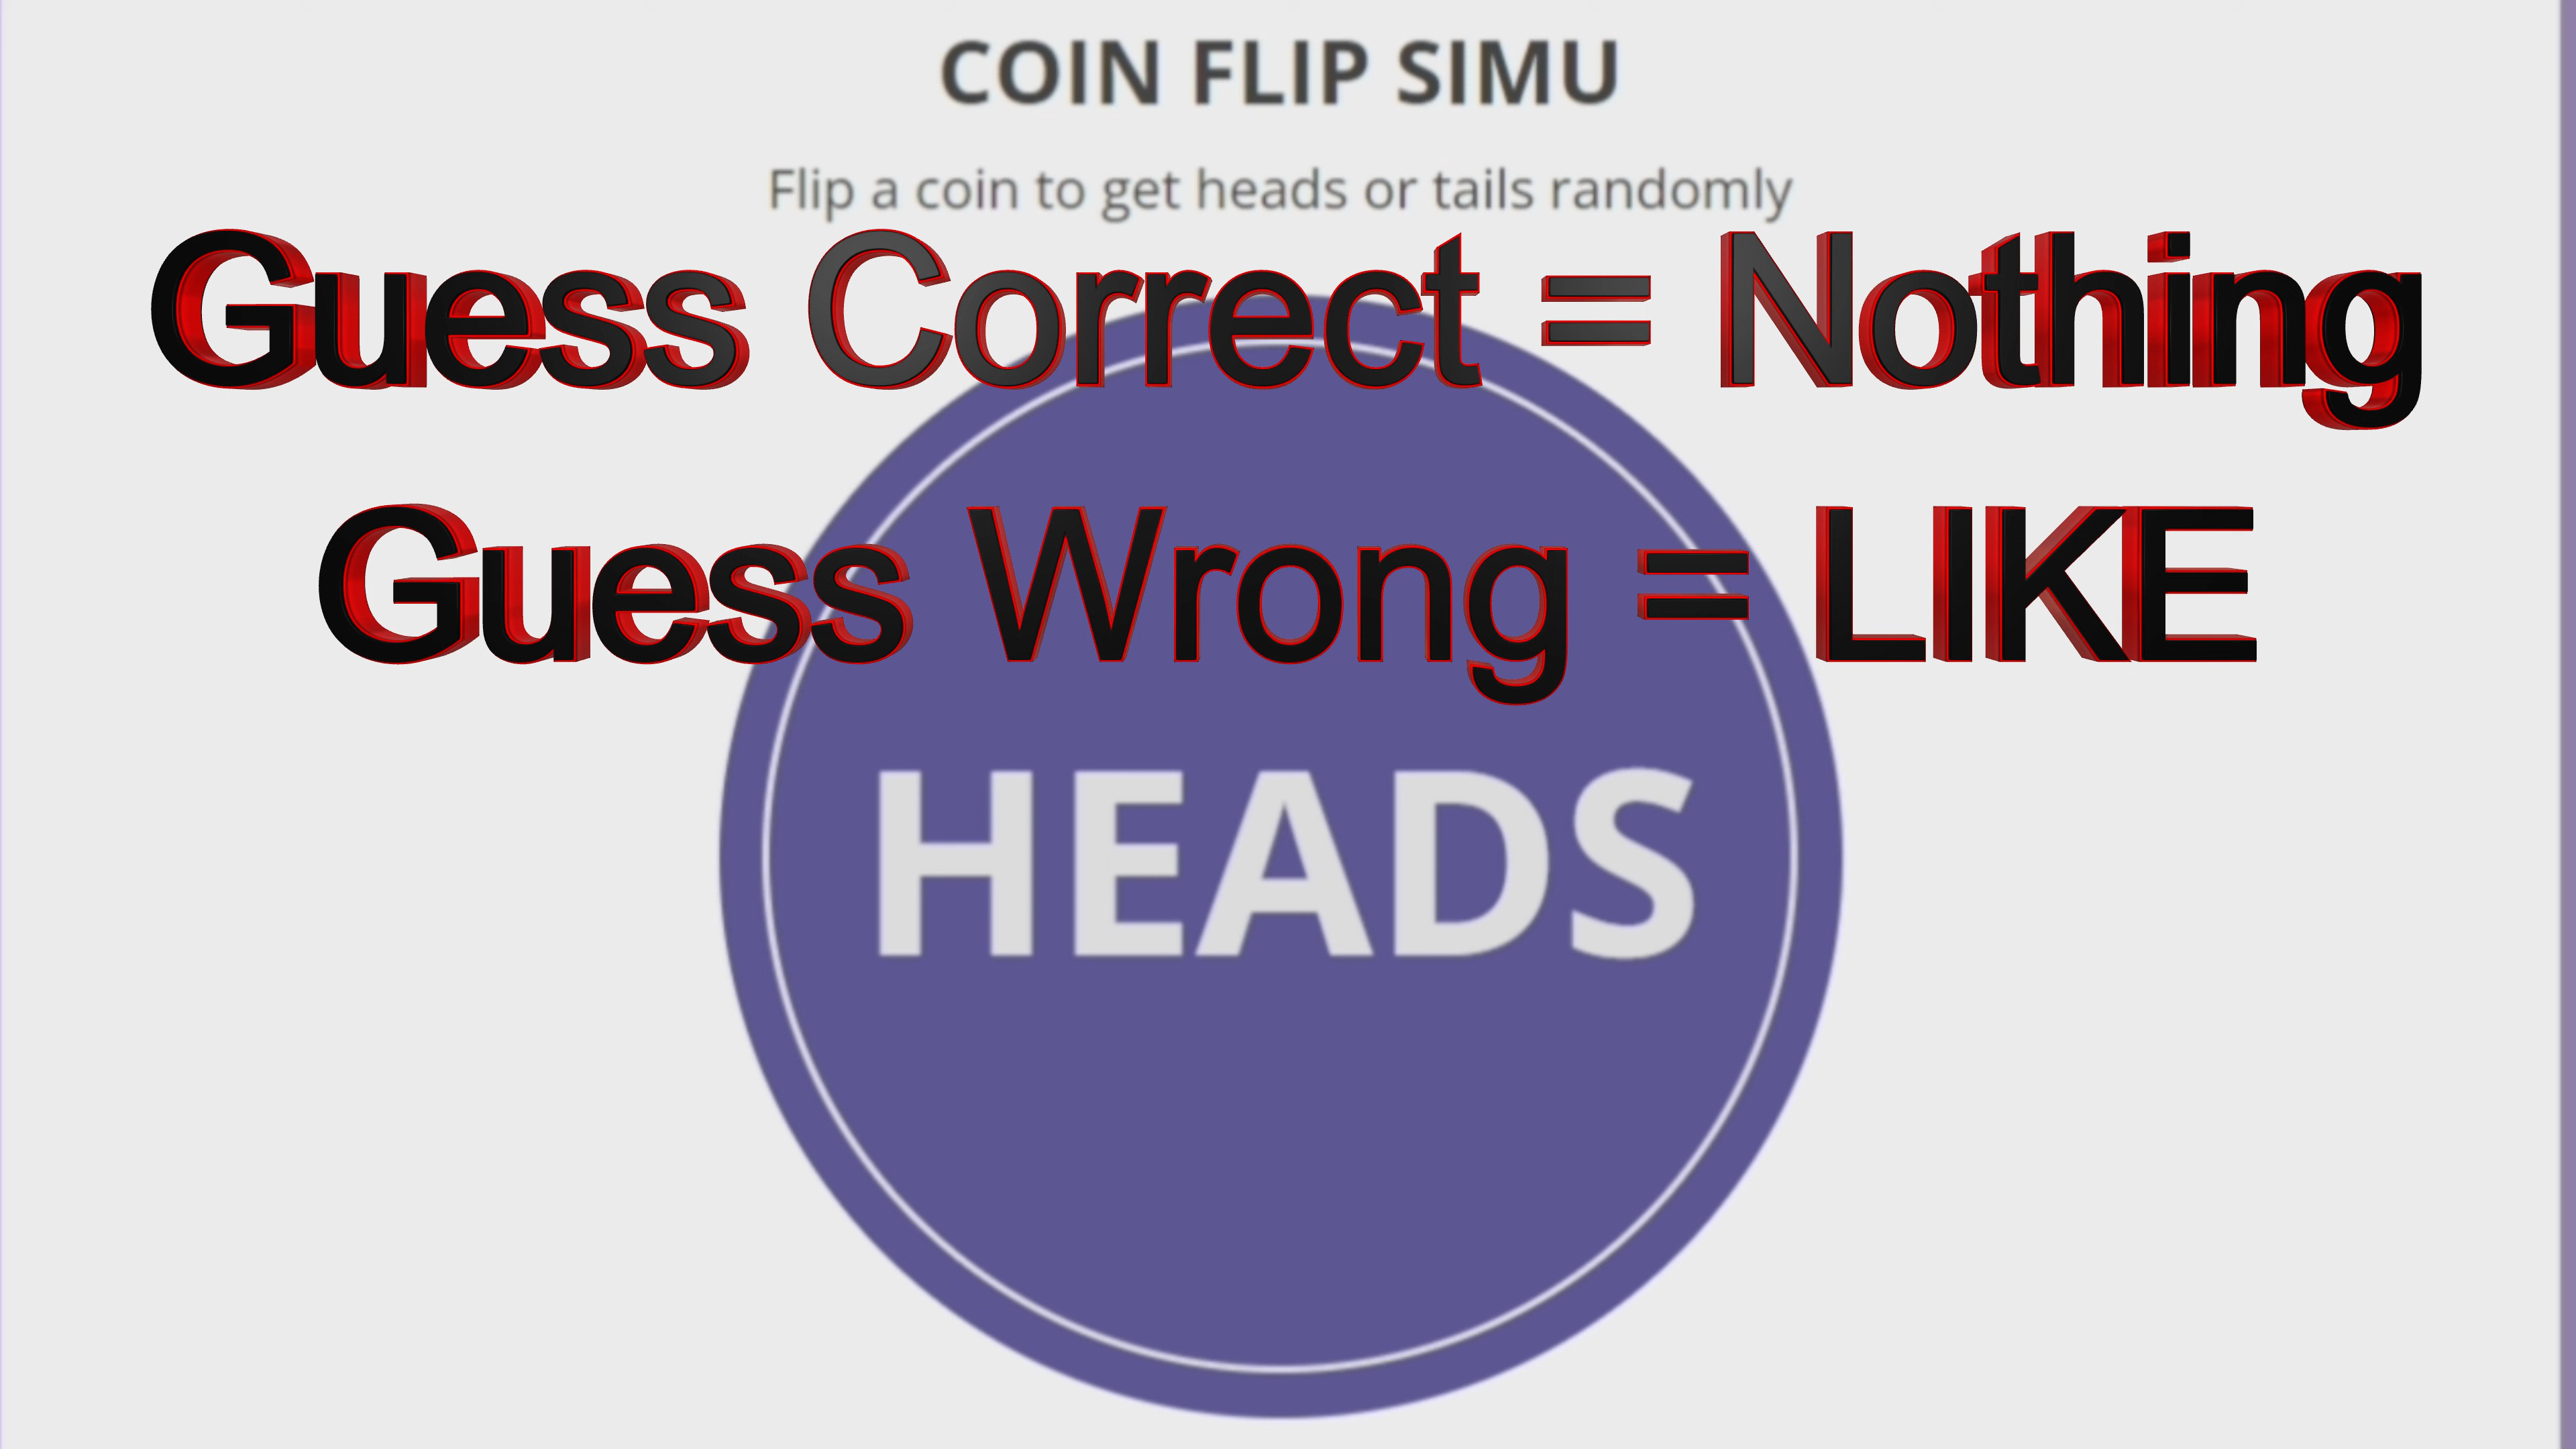 COIN FLIP SIMU
Flip a coin to get heads or tails randomly
Guess Correct = Nothing
Guess Wrong = LIKE
HEADS